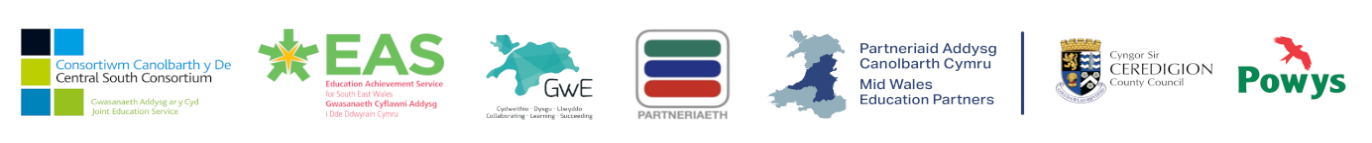 Consortiwm Canolbarth y De
Central South Consortium
Gwasanaeth Addysg ar y Cyd
Joint Education Service
EAS
Education Achievement Service
for South East Wales
Gwasanaeth Cyflawni Addysg
i Dde Ddwyrain Cymru
GwE
Cydweithio · Dysgu · Llwyddo
Collaborating · Learning · Succeeding
PARTNERIAETH
Partneriaid Addysg
Canolbarth Cymru
Mid Wales
Education Partners
Cyngor Sir
CEREDIGION
County Council
Powys